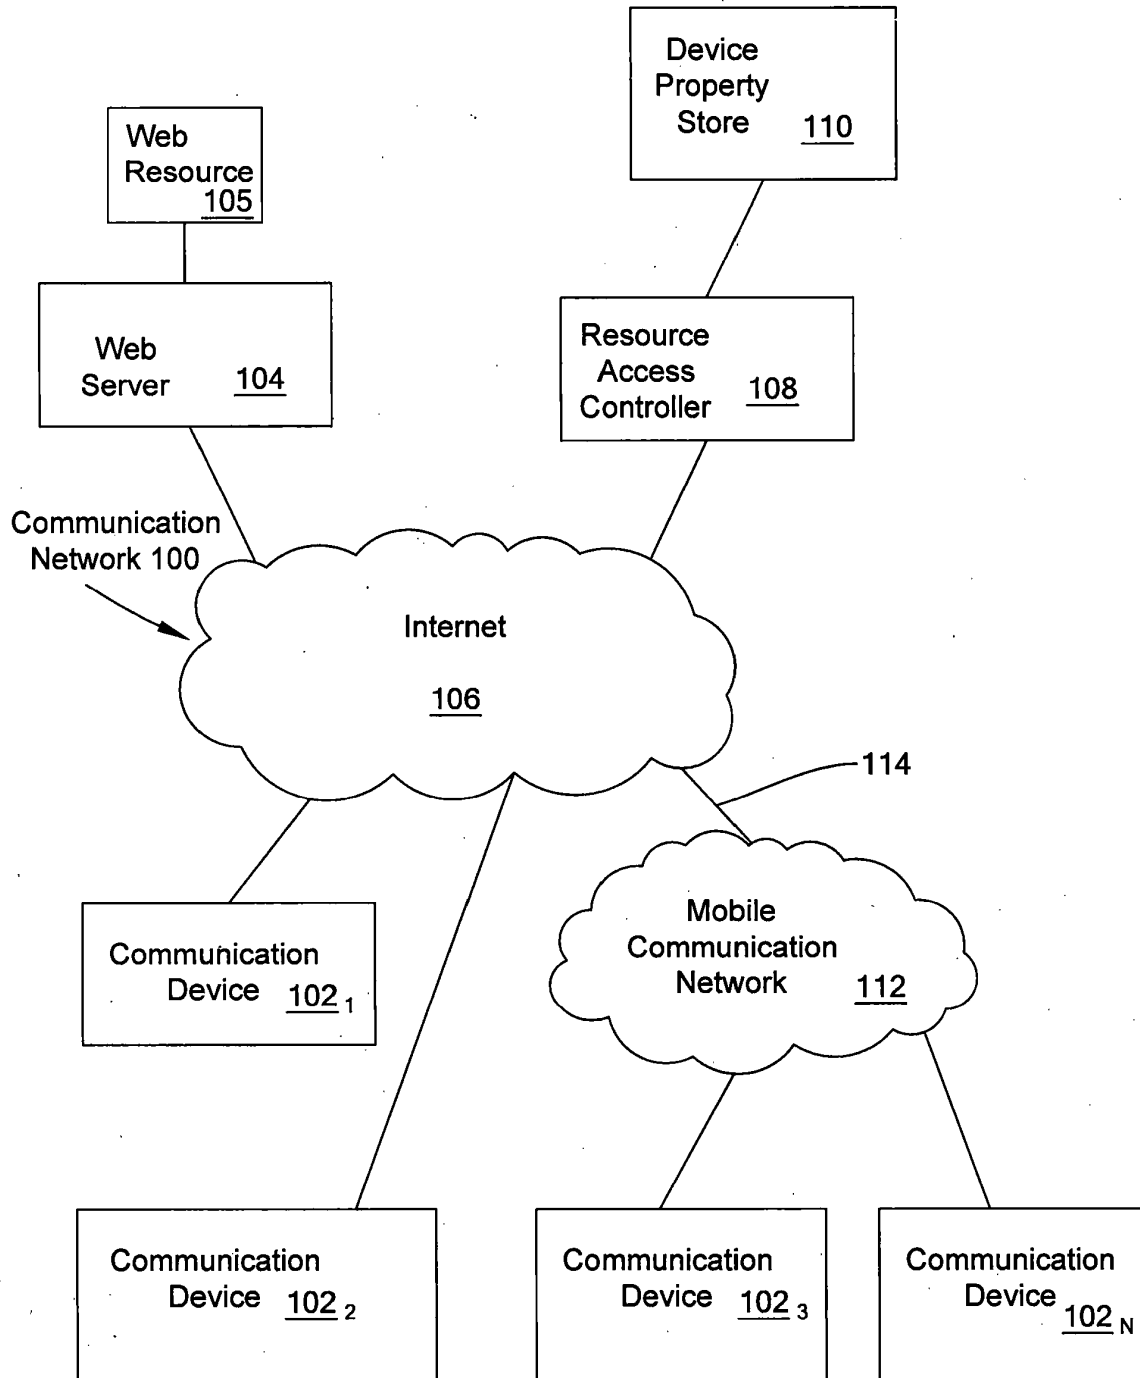 Device
Property
Store 110
Web
Resource
105
Web
Server 104
Resource
Access
Controller 108
Communication
Network 100
Internet
106
114
Mobile
Communication
Network 112
Communication
Device 102 1
Communication
Device 102 2
Communication
Device 102 3
Communication
Device 102 N